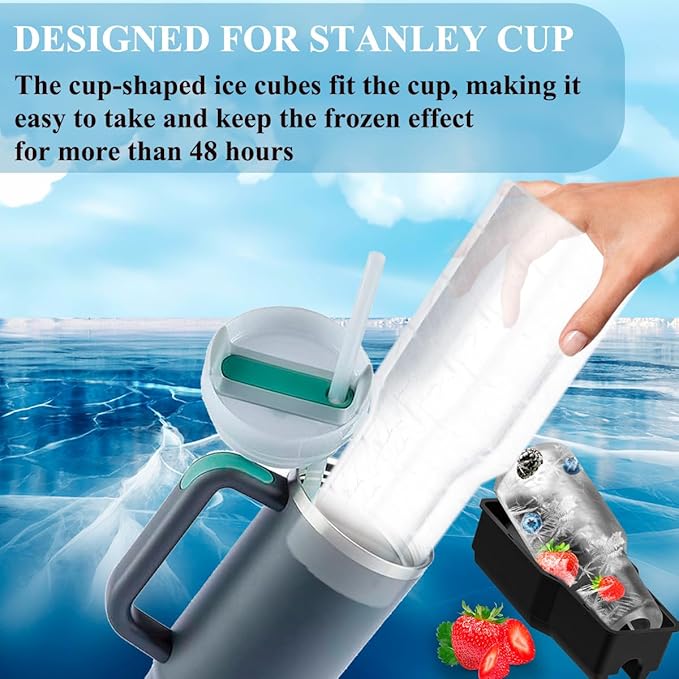 DESIGNED FOR STANLEY CUP
The cup-shaped ice cubes fit the cup, making it
easy to take and keep the frozen effect
for more than 48 hours